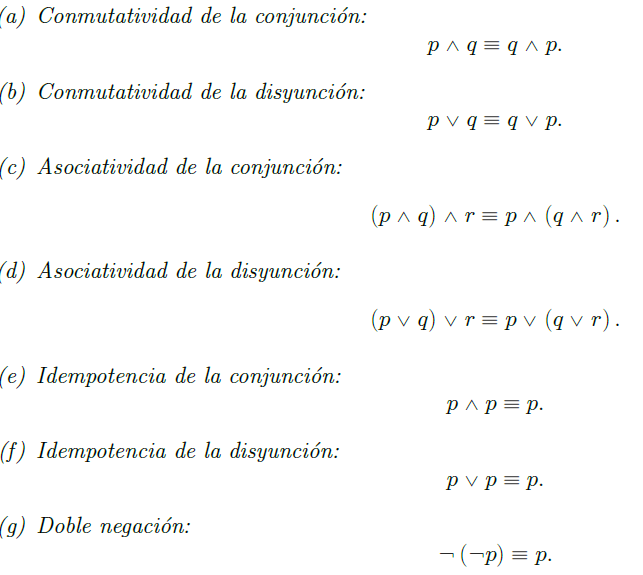 (a) Conmutatividad de la conjunción:
p ∧ q ≡ q ∧ p.
(b) Conmutatividad de la disyunción:
p ∨ q ≡ q ∨ p.
(c) Asociatividad de la conjunción:
(p ∧ q) ∧ r ≡ p ∧ (q ∧ r).
(d) Asociatividad de la disyunción:
(p ∨ q) ∨ r ≡ p ∨ (q ∨ r).
(e) Idempotencia de la conjunción:
p ∧ p ≡ p.
(f) Idempotencia de la disyunción:
p ∨ p ≡ p.
(g) Doble negación:
¬ (¬p) ≡ p.